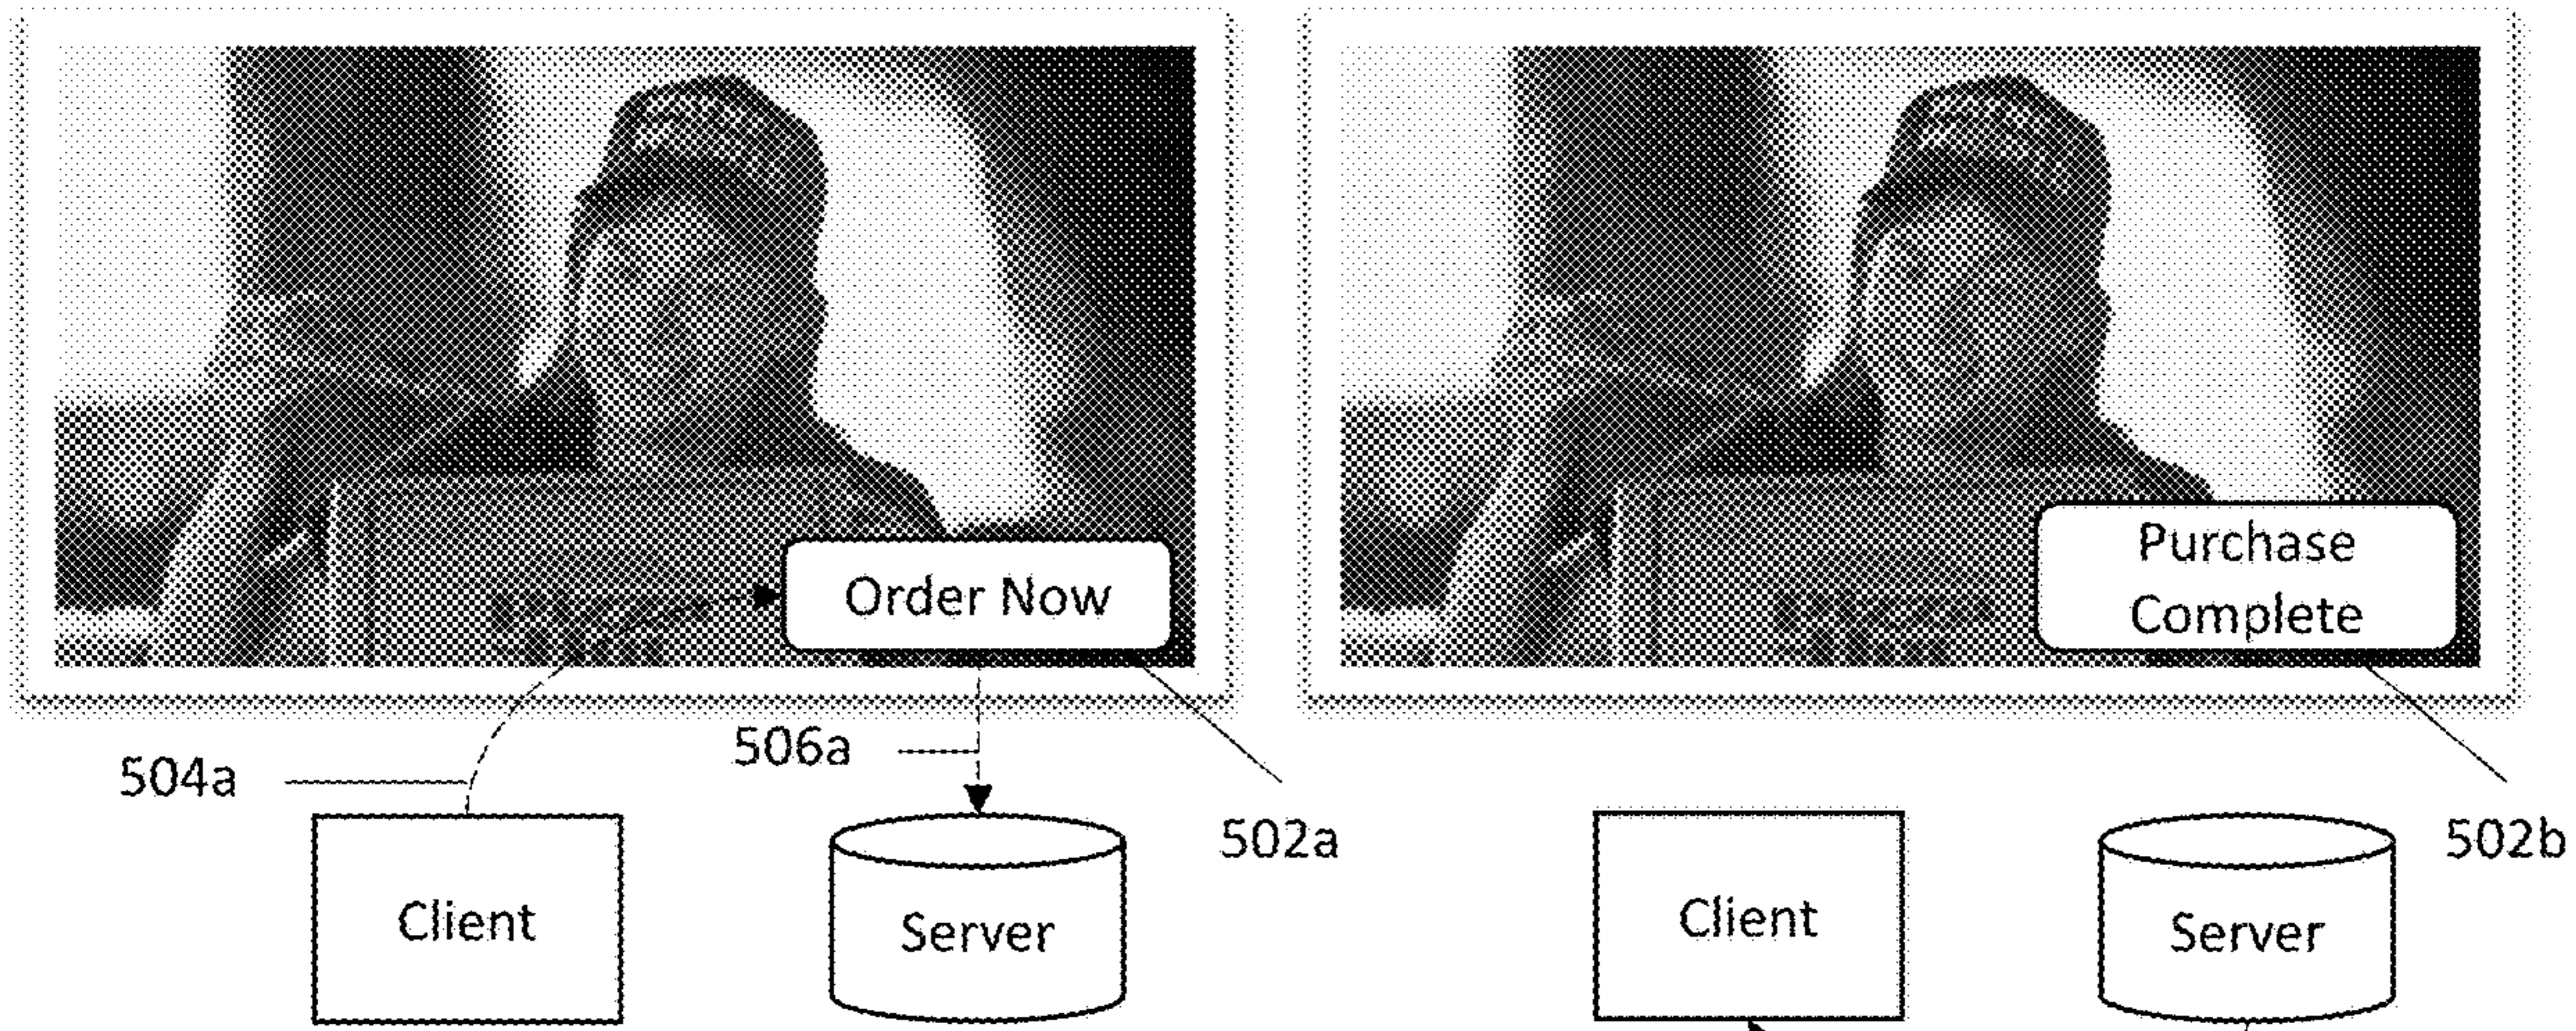 Order Now
Purchase
Complete
504a
506a
502a
502b
Client
Server
Client
Server